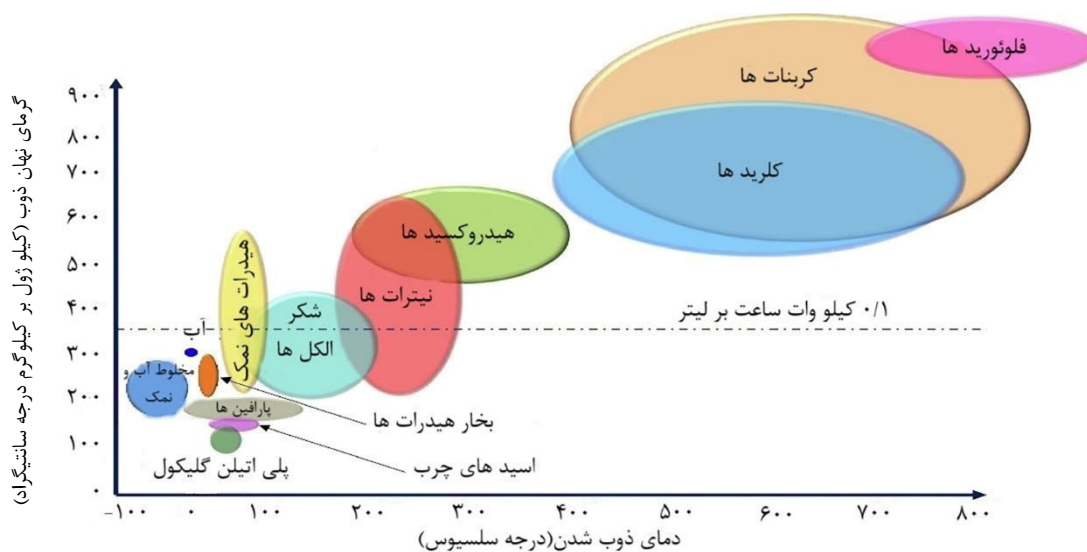 فلوئورید ها
کربنات ها
کلرید ها
هیدروکسید ها
نیترات ها
هیدرات های نمک
شکر
الکل ها
۰/۱ کیلو وات ساعت بر لیتر
آب
مخلوط آب و
نمک
پارافین ها
بخار هیدرات ها
اسید های چرب
پلی اتیلن گلیکول
گرمای نهان ذوب (کیلو ژول بر کیلوگرم درجه سانتیگراد)
۹۰۰
۸۰۰
۷۰۰
۶۰۰
۵۰۰
۴۰۰
۳۰۰
۲۰۰
۱۰۰
۰
-۱۰۰ ۰ ۱۰۰ ۲۰۰ ۳۰۰ ۴۰۰ ۵۰۰ ۶۰۰ ۷۰۰ ۸۰۰
دمای ذوب شدن(درجه سلسیوس)